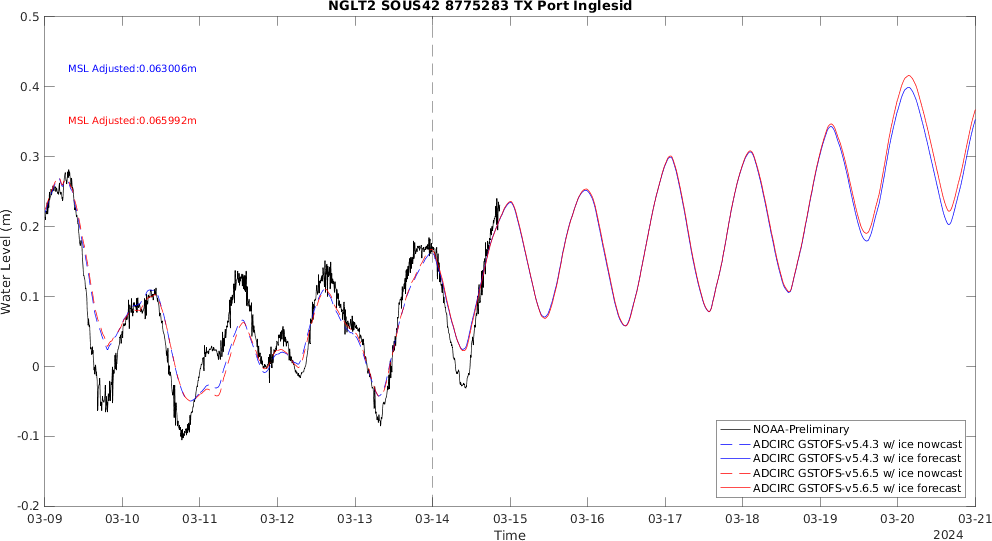 NGLT2 SOUS42 8775283 TX Port Inglesid
0.5
MSL Adjusted:0.063006m
0.4
MSL Adjusted:0.065992m
0.3
0.2
Water Level (m)
0.1
0
-0.1
-0.2
NOAA-Preliminary
ADCIRC GSTOFS-v5.4.3 w/ ice nowcast
ADCIRC GSTOFS-v5.4.3 w/ ice forecast
ADCIRC GSTOFS-v5.6.5 w/ ice nowcast
ADCIRC GSTOFS-v5.6.5 w/ ice forecast
03-09 03-10 03-11 03-12 03-13 03-14 03-15 03-16 03-17 03-18 03-19 03-20 03-21
Time
2024